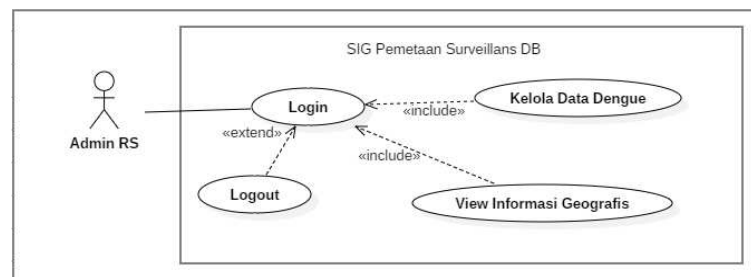 SIG Pemetaan Surveillans DB
Admin RS
Login
Kelola Data Dengue
«include»
«extend»
«include»
Logout
View Informasi Geografis